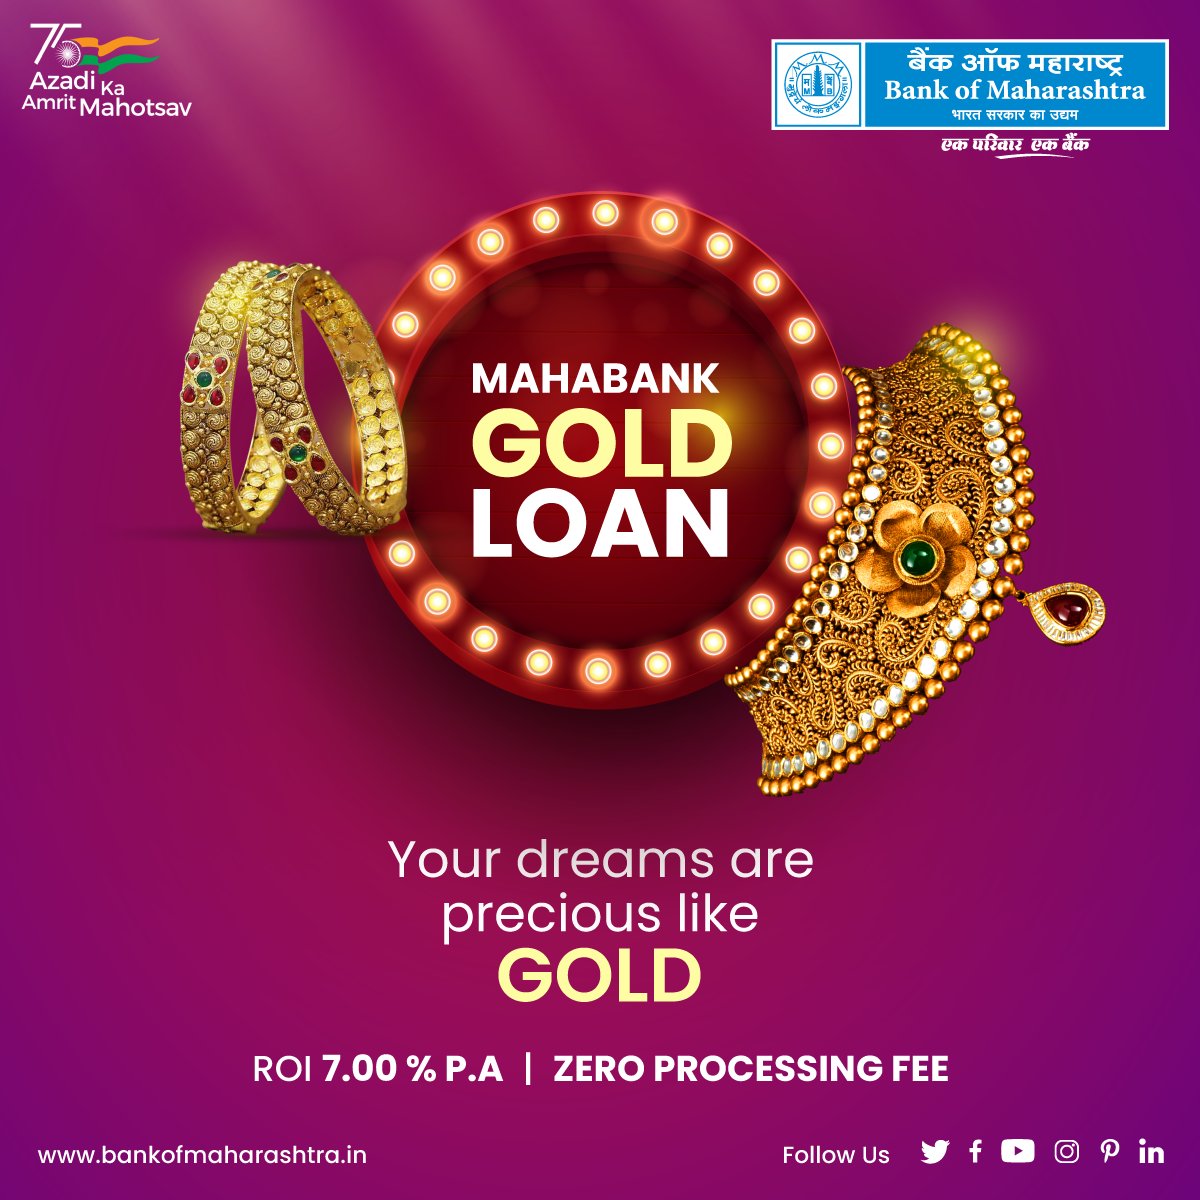 75
Azadi Ka
Amrit Mahotsav
बैंक ऑफ महाराष्ट्र
Bank of Maharashtra
भारत सरकार का उद्यम
एक परिवार एक बैंक
MAHABANK
GOLD
LOAN
Your dreams are
precious like
GOLD
ROI 7.00 % P.A | ZERO PROCESSING FEE
www.bankofmaharashtra.in
Follow Us